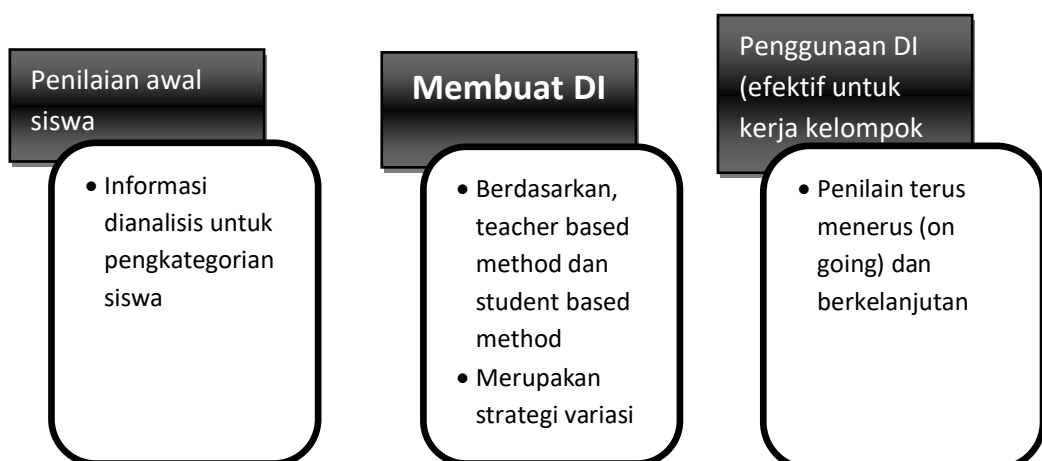 Penilaian awal
siswa
• Informasi
dianalisis untuk
pengkategorian
siswa
Membuat DI
• Berdasarkan,
teacher based
method dan
student based
method
• Merupakan
strategi variasi
Penggunaan DI
(efektif untuk
kerja kelompok
• Penilain terus
menerus (on
going) dan
berkelanjutan